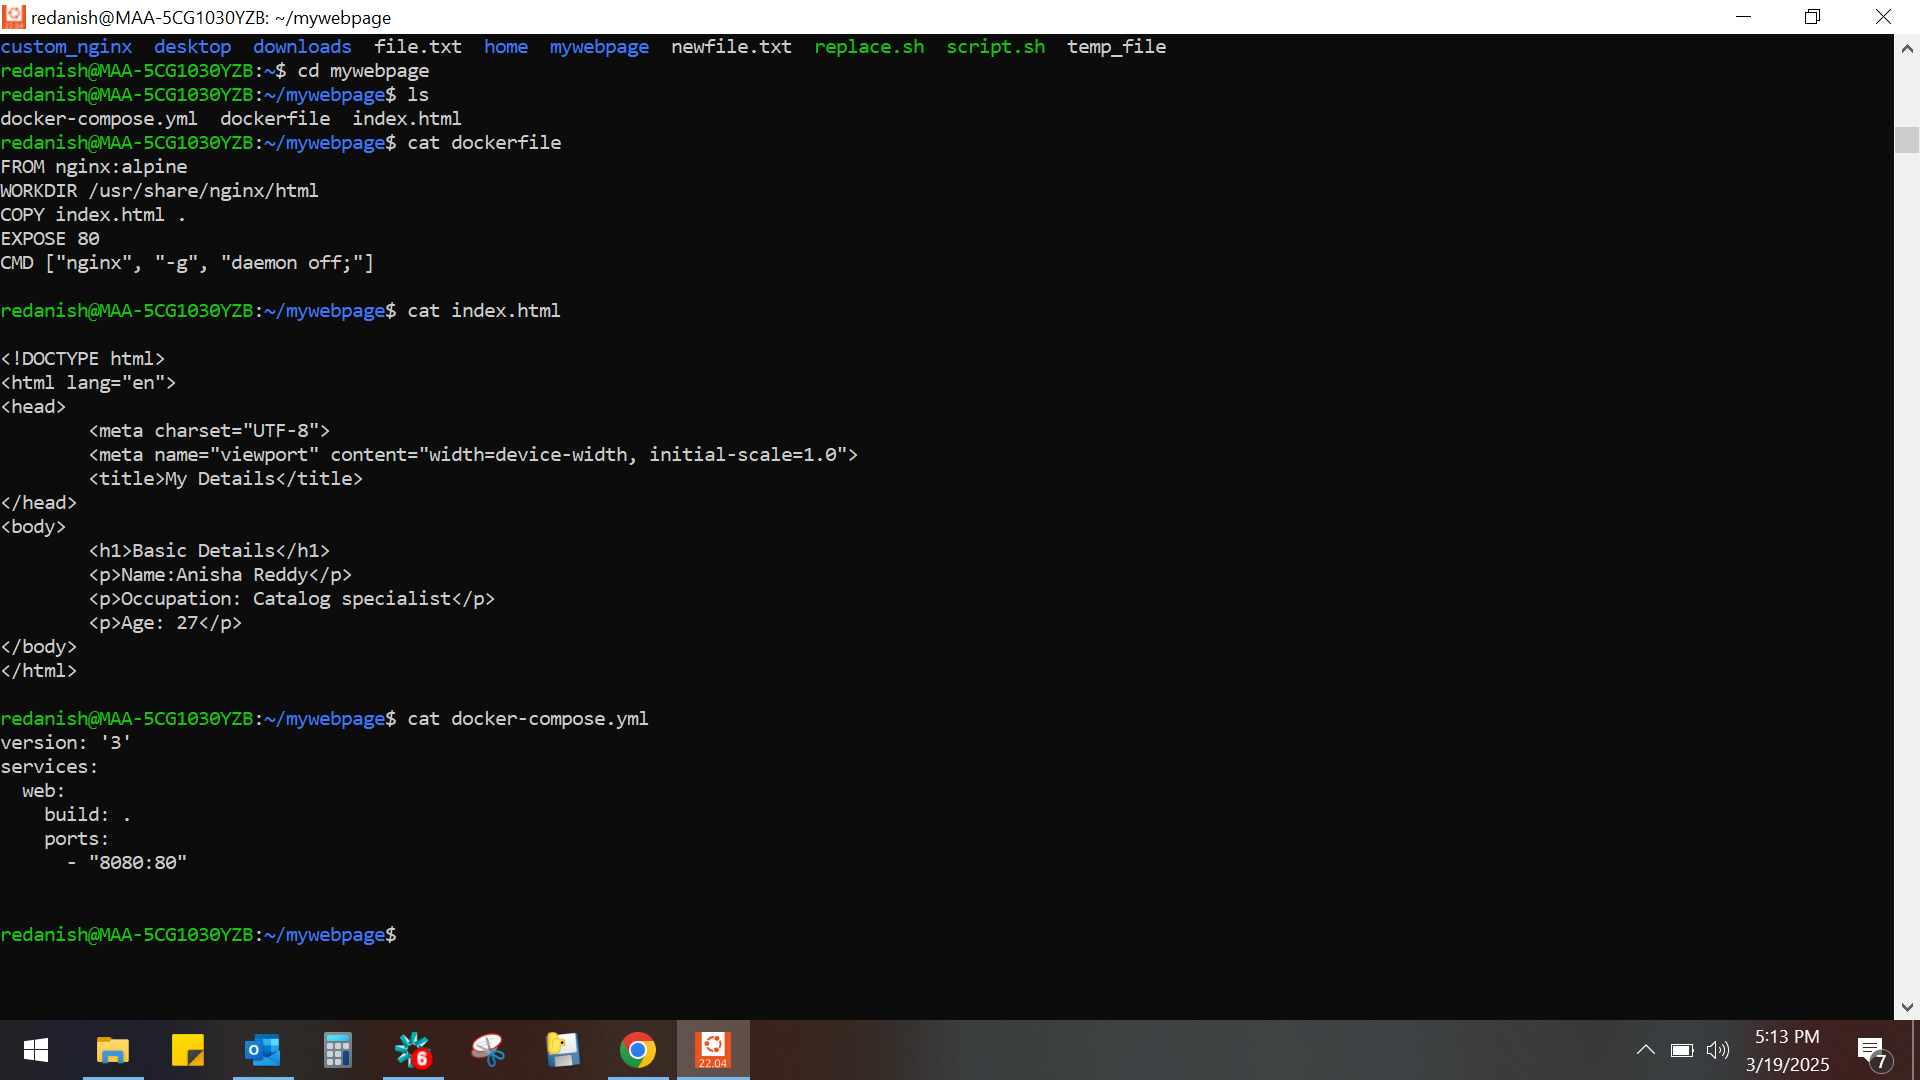 redanish@MAA-5CG1030YZB: ~/mywebpage
custom_nginx  desktop  downloads  file.txt  home  mywebpage  newfile.txt  replace.sh  script.sh  temp_file
redanish@MAA-5CG1030YZB:~$ cd mywebpage
redanish@MAA-5CG1030YZB:~/mywebpage$ ls
docker-compose.yml  dockerfile  index.html
redanish@MAA-5CG1030YZB:~/mywebpage$ cat dockerfile
FROM nginx:alpine
WORKDIR /usr/share/nginx/html
COPY index.html .
EXPOSE 80
CMD ["nginx", "-g", "daemon off;"]
redanish@MAA-5CG1030YZB:~/mywebpage$ cat index.html
<!DOCTYPE html>
<html lang="en">
<head>
        <meta charset="UTF-8">
        <meta name="viewport" content="width=device-width, initial-scale=1.0">
        <title>My Details</title>
</head>
<body>
        <h1>Basic Details</h1>
        <p>Name:Anisha Reddy</p>
        <p>Occupation: Catalog specialist</p>
        <p>Age: 27</p>
</body>
</html>
redanish@MAA-5CG1030YZB:~/mywebpage$ cat docker-compose.yml
version: '3'
services:
  web:
    build: .
    ports:
      - "8080:80"
redanish@MAA-5CG1030YZB:~/mywebpage$
6
22.04
5:13 PM
3/19/2025
7